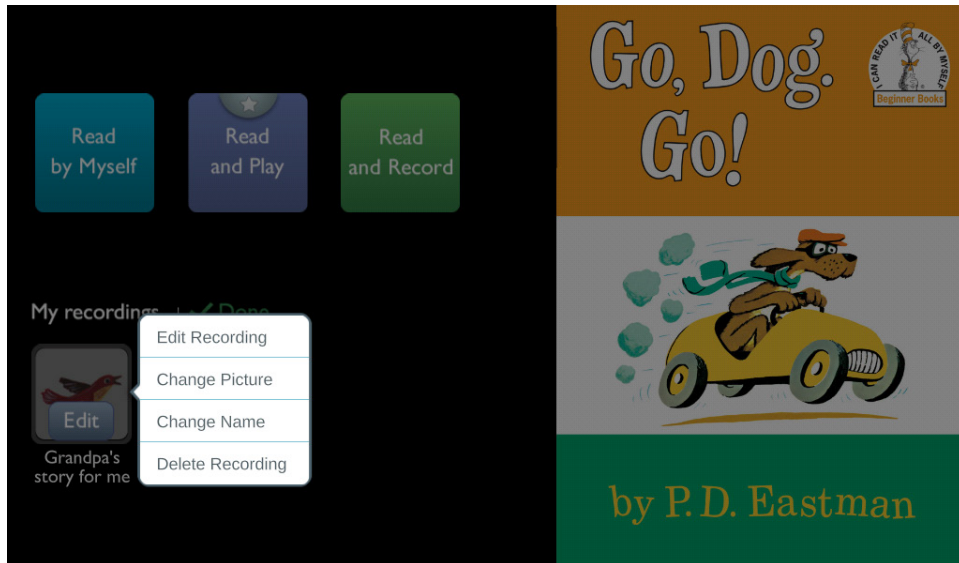 Read
by Myself
Read
and Play
Read
and Record
My recordings
Done
Edit
Grandpa's
story for me
Edit Recording
Change Picture
Change Name
Delete Recording
Go, Dog.
Go!
I CAN READ IT ALL BY MYSELF
Beginner Books
by P. D. Eastman